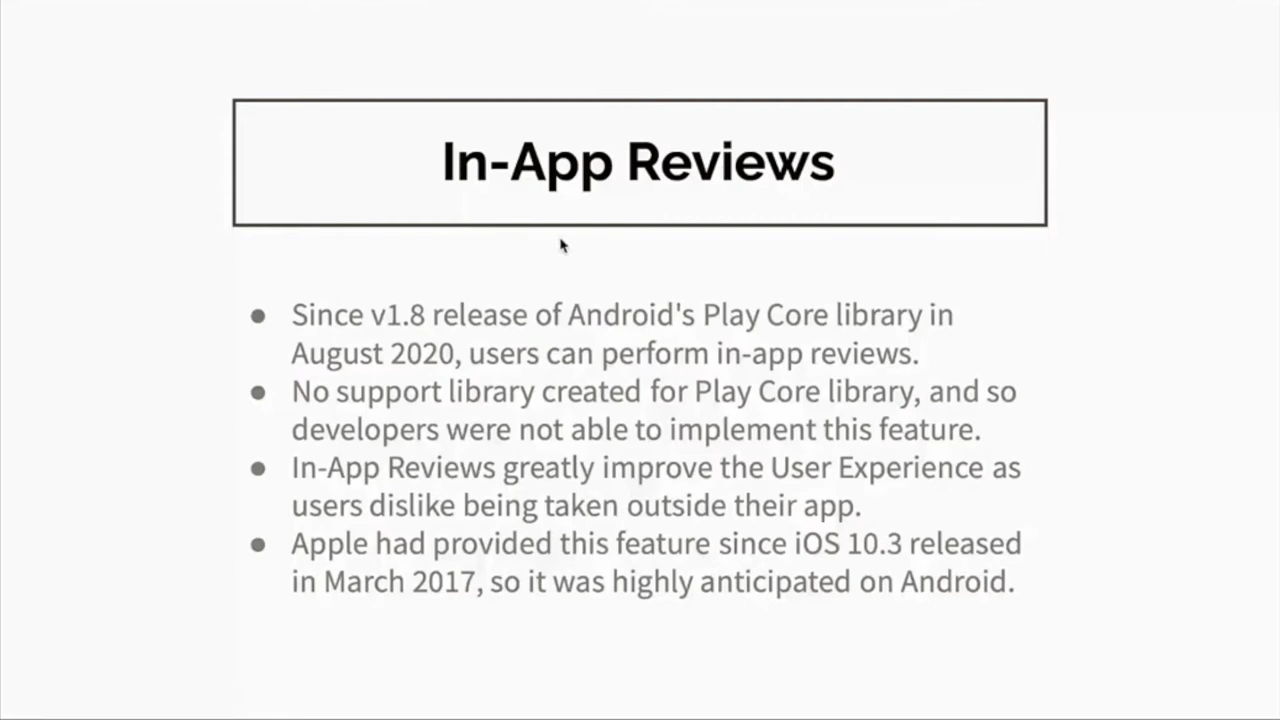 In-App Reviews
● Since v1.8 release of Android's Play Core library in
August 2020, users can perform in-app reviews.
● No support library created for Play Core library, and so
developers were not able to implement this feature.
● In-App Reviews greatly improve the User Experience as
users dislike being taken outside their app.
● Apple had provided this feature since iOS 10.3 released
in March 2017, so it was highly anticipated on Android.